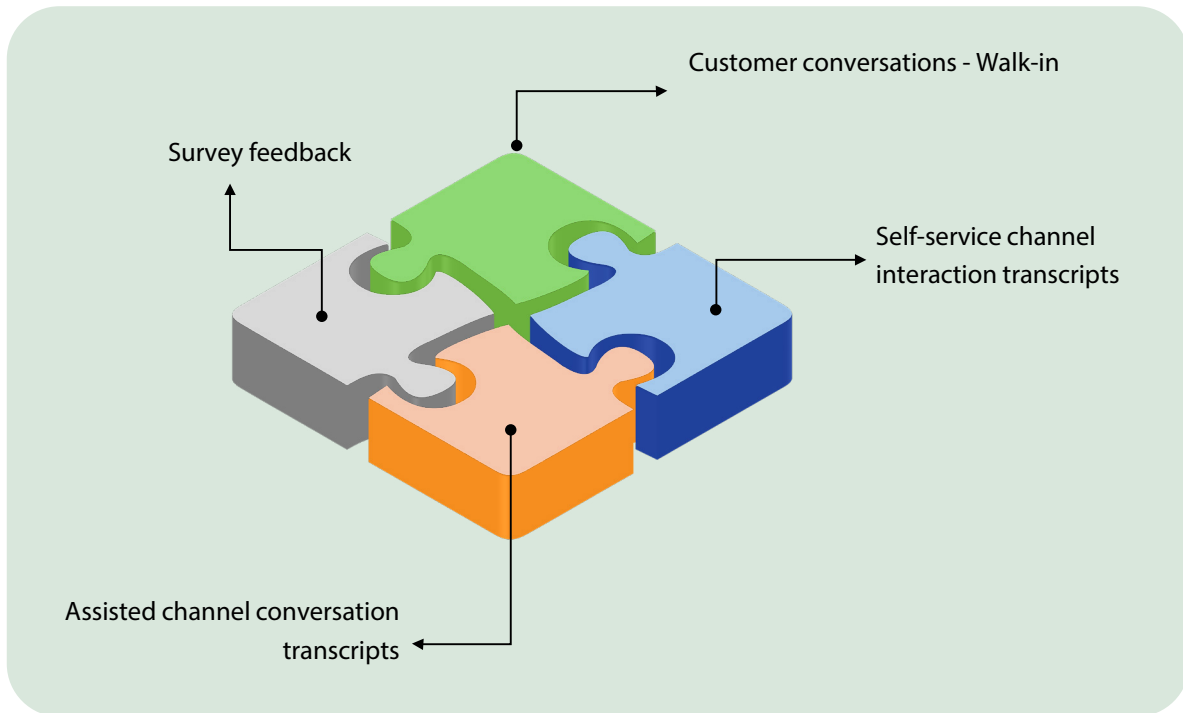 Customer conversations - Walk-in
Survey feedback
Self-service channel
interaction transcripts
Assisted channel conversation
transcripts